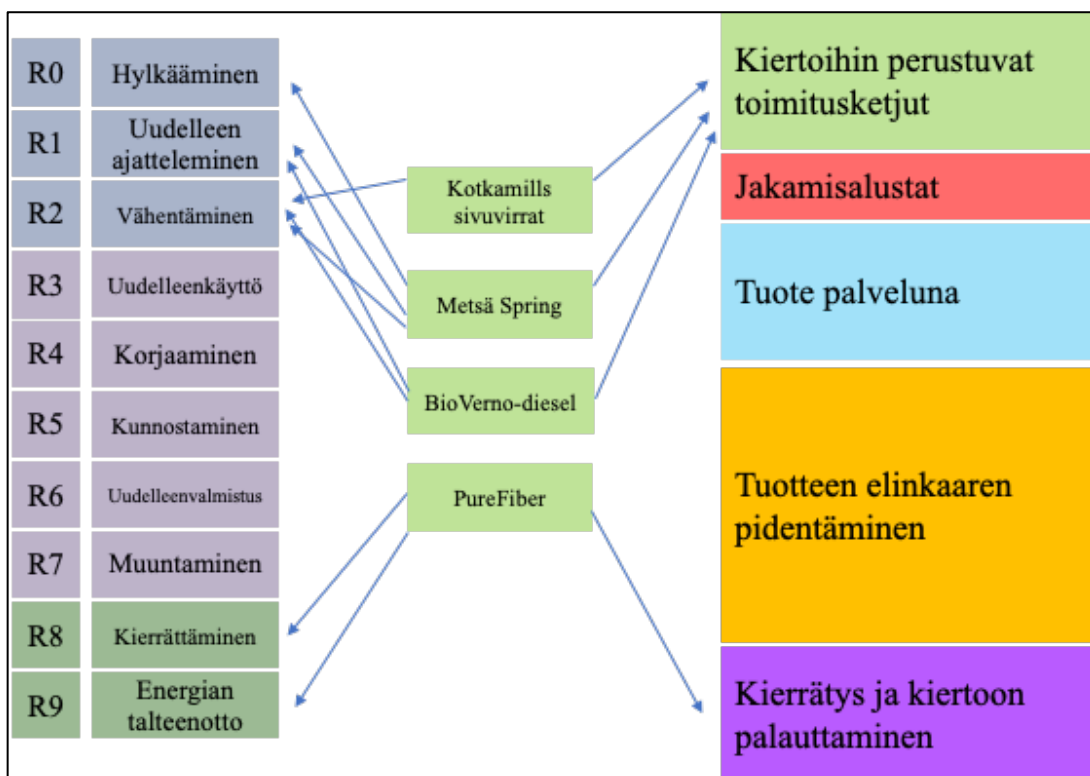 R0
Hylkääminen
R1
Uudelleen
ajatteleminen
R2
Vähentäminen
R3
Uudelleenkäyttö
R4
Korjaaminen
R5
Kunnostaminen
R6
Uudelleenvalmistus
R7
Muuntaminen
R8
Kierrättäminen
R9
Energian
talteenotto
Kotkamills
sivuvirrat
Metsä Spring
BioVerno-diesel
PureFiber
Kiertoihin perustuvat
toimitusketjut
Jakamisalustat
Tuote palveluna
Tuotteen elinkaaren
pidentäminen
Kierrätys ja kiertoon
palauttaminen